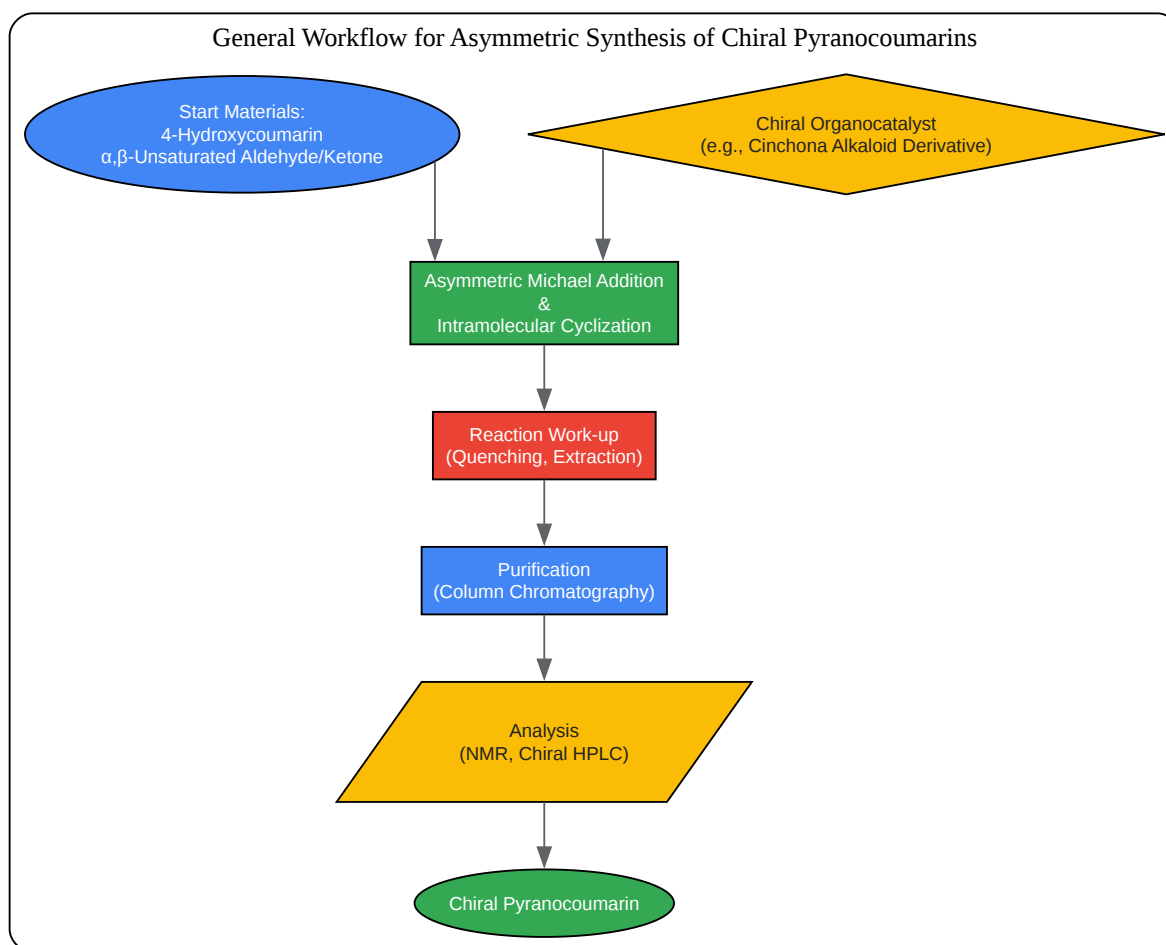 General Workflow for Asymmetric Synthesis of Chiral Pyranocoumarins
Start Materials:
4-Hydroxycoumarin
α,β-Unsaturated Aldehyde/Ketone
Chiral Organocatalyst
(e.g., Cinchona Alkaloid Derivative)
Asymmetric Michael Addition
&
Intramolecular Cyclization
Reaction Work-up
(Quenching, Extraction)
Purification
(Column Chromatography)
Analysis
(NMR, Chiral HPLC)
Chiral Pyranocoumarin